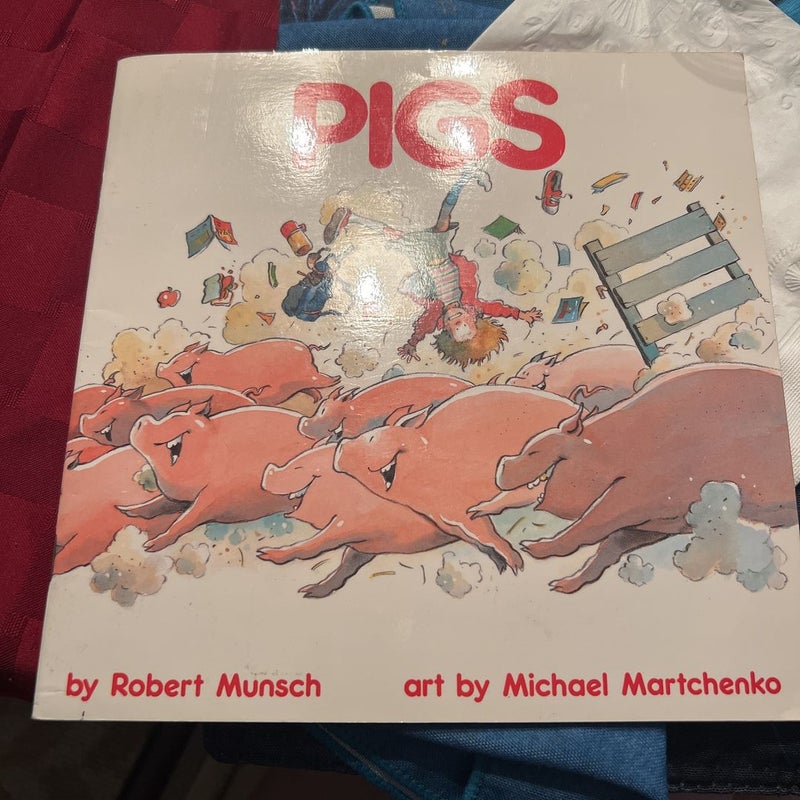 PIGS
by Robert Munsch
art by Michael Martchenko